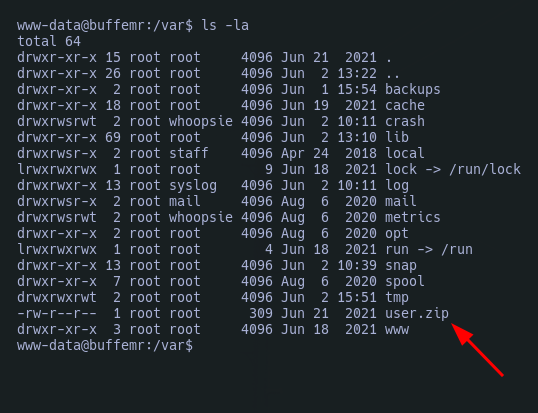 www-data@buffemr:/var$ ls -la
total 64
drwxr-xr-x 15 root root     4096 Jun 21  2021 .
drwxr-xr-x 26 root root     4096 Jun  2 13:22 ..
drwxr-xr-x  2 root root     4096 Jun  1 15:54 backups
drwxr-xr-x 18 root root     4096 Jun 19  2021 cache
drwxrwsrwt  2 root whoopsie 4096 Jun  2 10:11 crash
drwxr-xr-x 69 root root     4096 Jun  2 13:10 lib
drwxrwsr-x  2 root staff    4096 Apr 24  2018 local
lrwxrwxrwx  1 root root        9 Jun 18  2021 lock -> /run/lock
drwxrwxr-x 13 root syslog   4096 Jun  2 10:11 log
drwxrwsr-x  2 root mail     4096 Aug  6  2020 mail
drwxrwsrwt  2 root whoopsie 4096 Aug  6  2020 metrics
drwxr-xr-x  2 root root     4096 Aug  6  2020 opt
lrwxrwxrwx  1 root root        4 Jun 18  2021 run -> /run
drwxr-xr-x 13 root root     4096 Jun  2 10:39 snap
drwxr-xr-x  7 root root     4096 Aug  6  2020 spool
drwxrwxrwt  2 root root     4096 Jun  2 15:51 tmp
-rw-r--r--  1 root root      309 Jun 21  2021 user.zip
drwxr-xr-x  3 root root     4096 Jun 18  2021 www
www-data@buffemr:/var$